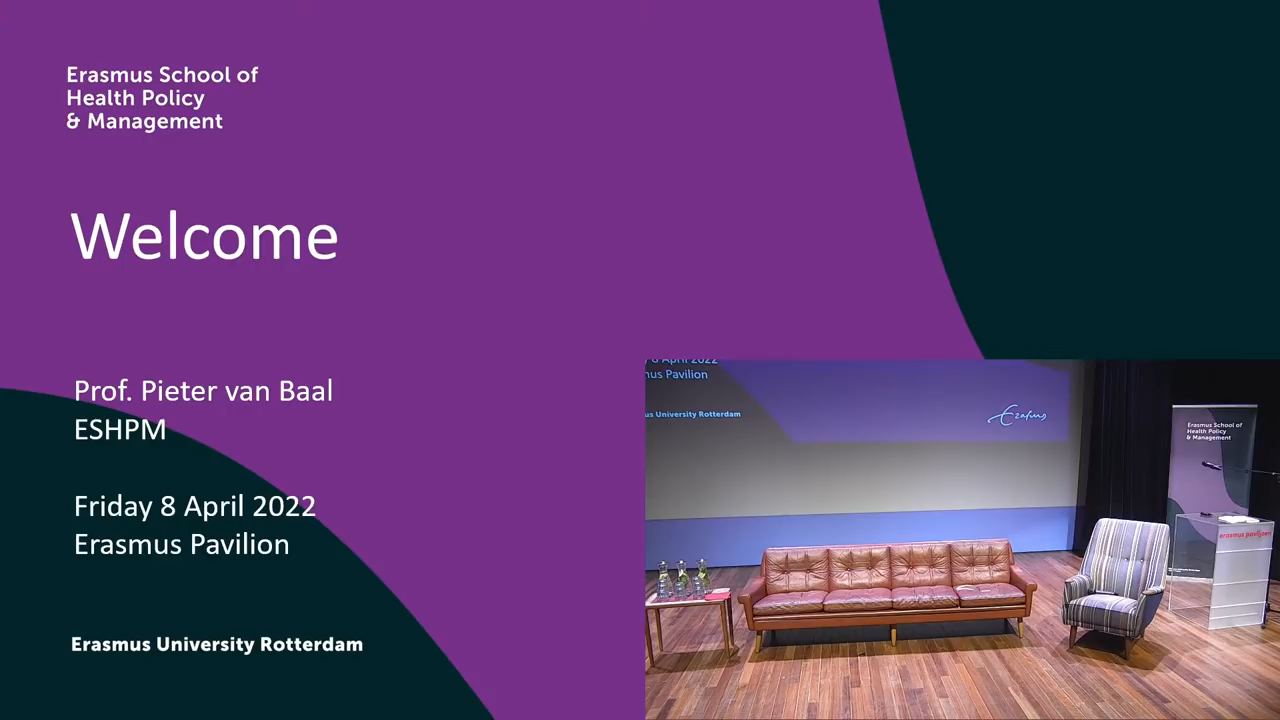 Erasmus School of
Health Policy
& Management
Welcome
Prof. Pieter van Baal
ESHPM
Friday 8 April 2022
Erasmus Pavilion
Erasmus University Rotterdam
8 April 2022
mus Pavilion
us University Rotterdam
Erasmus
Erasmus School of
Health Policy
& Management
erasmus paviljoen